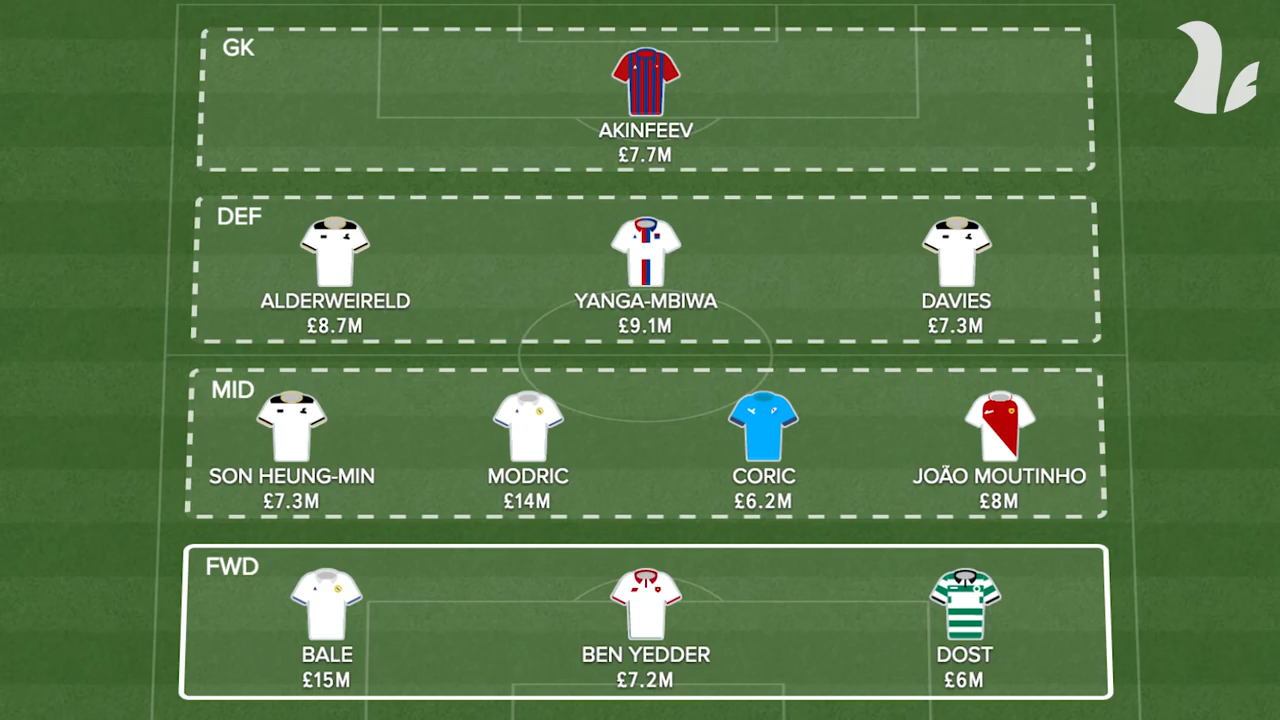 GK
AKINFEEV
£7.7M
DEF
ALDERWEIRELD YANGA-MBIWA DAVIES
£8.7M £9.1M £7.3M
MID
SON HEUNG-MIN MODRIC CORIC JOÃO MOUTINHO
£7.3M £14M £6.2M £8M
FWD
BALE BEN YEDDER DOST
£15M £7.2M £6M